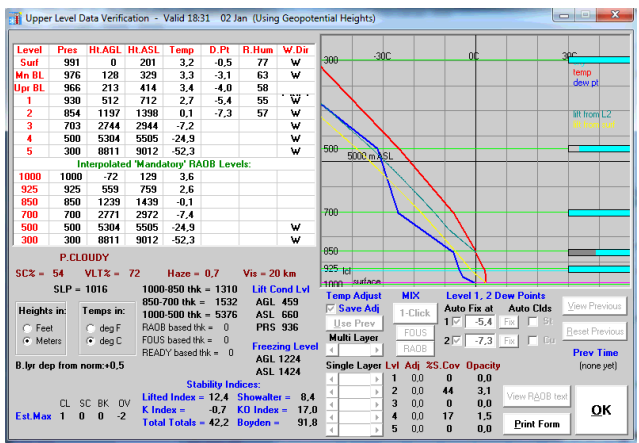 Upper Level Data Verification - Valid 18:31 02 Jan (Using Geopotential Heights)
Level Pres Ht.AGL Ht.ASL Temp D.Pt R.Hum W.Dir
Surf 991 0 201 3,2 -0,5 77 W
Mn BL 976 128 329 3,3 -3,1 63 W
Upr BL 966 213 414 3,4 -4,0 58
1 930 512 712 2,7 -5,4 55 W
2 854 1197 1398 0,1 -7,3 57 W
3 703 2744 2944 -7,2 W
4 500 5304 5505 -24,9 W
5 300 8811 9012 -52,3 W
Interpolated 'Mandatory' RAOB Levels:
1000 1000 -72 129 3,6
925 925 559 759 2,6
850 850 1239 1439 -0,1
700 700 2771 2972 -7,4
500 500 5304 5505 -24,9 W
300 300 8811 9012 -52,3 W
P.CLOUDY
SC% = 54 VLT% = 72 Haze = 0,7 Vis = 20 km
SLP = 1016
1000-850 thk = 1310
850-700 thk = 1532
1000-500 thk = 5376
RAOB based thk = 0
FOUS based thk = 0
READY based thk = 0
Lift Cond Lvl
AGL 459
ASL 660
PRS 936
Freezing Level
AGL 1224
ASL 1424
Heights in:
Feet
Meters
Temps in:
deg F
deg C
B.lyr dep from norm:+0,5
Stability Indices:
Lifted Index = 12,4 Showalter = 8,4
K Index = -0,7 KO Index = 17,0
Total Totals = 42,2 Boyden = 91,8
CL SC BK OV
Est.Max 1 0 0 -2
300 -30C 0C 30C
temp
dew pt
lift from L2
lift from surf
500
5000 m ASL
700
850
925 lcl
1000 surface
Temp Adjust MIX Level 1, 2 Dew Points
Save Adj 1-Click Auto Fix at Auto Clds
Use Prev FOUS 1 -5,4 Fix St
Multi Layer RAOB 2 -7,3 Fix Cu
View Previous
Reset Previous
Prev Time
(none yet)
Single Layer Lvl Adj %S.Cov Opacity
1 0,0 0 0,0
2 0,0 44 3,1
3 0,0 0 0,0
4 0,0 17 1,5
5 0,0 0 0,0
View RAOB text
Print Form
OK